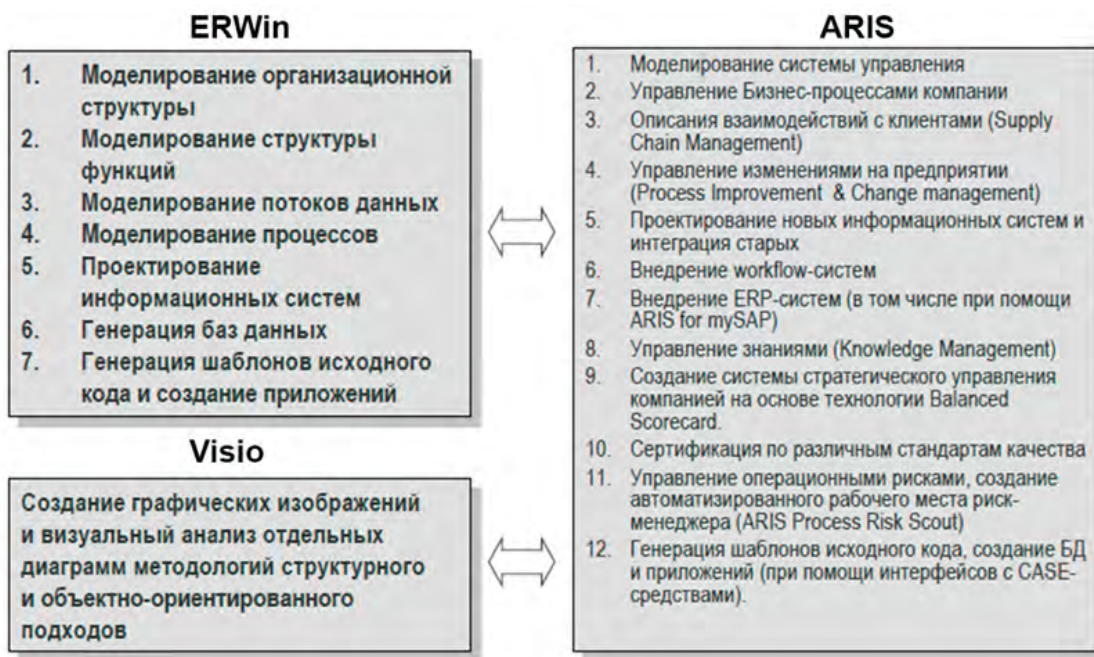 ERWin
1. Моделирование организационной
структуры
2. Моделирование структуры
функций
3. Моделирование потоков данных
4. Моделирование процессов
5. Проектирование
информационных систем
6. Генерация баз данных
7. Генерация шаблонов исходного
кода и создание приложений
Visio
Создание графических изображений
и визуальный анализ отдельных
диаграмм методологий структурного
и объектно-ориентированного
подходов
ARIS
1. Моделирование системы управления
2. Управление Бизнес-процессами компании
3. Описания взаимодействий с клиентами (Supply
Chain Management)
4. Управление изменениями на предприятии
(Process Improvement & Change management)
5. Проектирование новых информационных систем и
интеграция старых
6. Внедрение workflow-систем
7. Внедрение ERP-систем (в том числе при помощи
ARIS for mySAP)
8. Управление знаниями (Knowledge Management)
9. Создание системы стратегического управления
компанией на основе технологии Balanced
Scorecard.
10. Сертификация по различным стандартам качества
11. Управление операционными рисками, создание
автоматизированного рабочего места риск-
менеджера (ARIS Process Risk Scout)
12. Генерация шаблонов исходного кода, создание БД
и приложений (при помощи интерфейсов с CASE-
средствами).